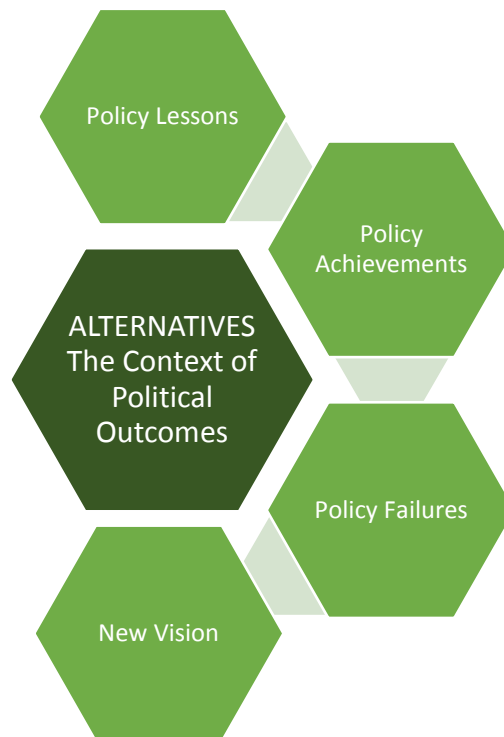 Policy Lessons
Policy
Achievements
ALTERNATIVES
The Context of
Political
Outcomes
Policy Failures
New Vision